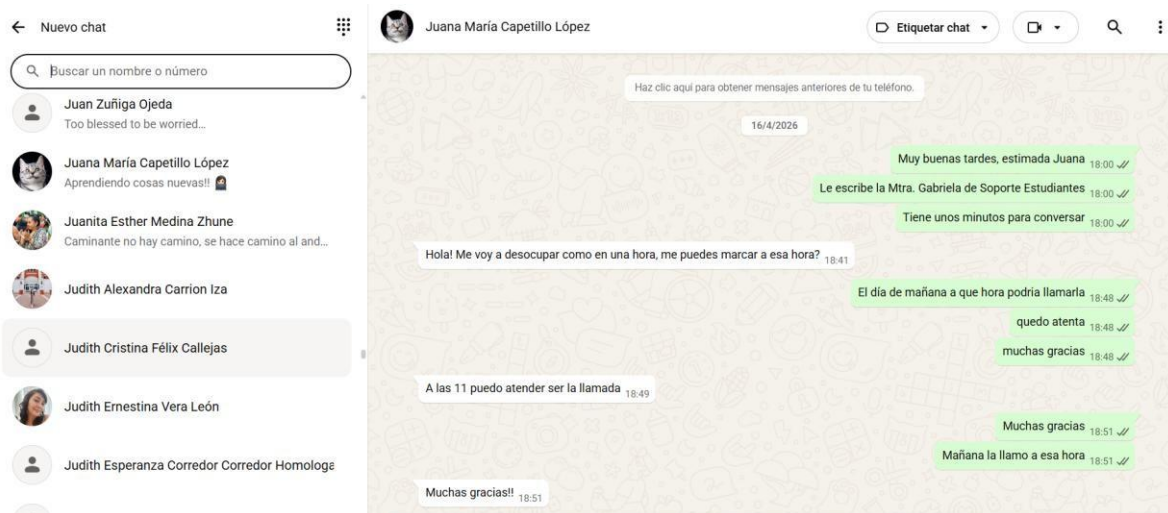 Nuevo chat
Buscar un nombre o número
Juan Zuñiga Ojeda
Too blessed to be worried...
Juana María Capetillo López
Aprendiendo cosas nuevas!!
Juanita Esther Medina Zhune
Caminante no hay camino, se hace camino al and...
Judith Alexandra Carrion Iza
Judith Cristina Félix Callejas
Judith Ernestina Vera León
Judith Esperanza Corredor Corredor Homologa
Juana María Capetillo López
Etiquetar chat
Haz clic aquí para obtener mensajes anteriores de tu teléfono.
16/4/2026
Muy buenas tardes, estimada Juana 18:00
Le escribe la Mtra. Gabriela de Soporte Estudiantes 18:00
Tiene unos minutos para conversar 18:00
Hola! Me voy a desocupar como en una hora, me puedes marcar a esa hora? 18:41
El día de mañana a que hora podria llamarla 18:48
quedo atenta 18:48
muchas gracias 18:48
A las 11 puedo atender ser la llamada 18:49
Muchas gracias 18:51
Mañana la llamo a esa hora 18:51
Muchas gracias!! 18:51